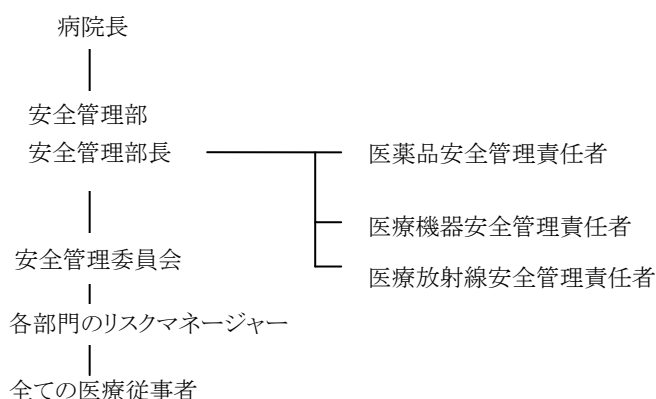 病院長
安全管理部
安全管理部長
医薬品安全管理責任者
医療機器安全管理責任者
安全管理委員会
医療放射線安全管理責任者
各部門のリスクマネージャー
全ての医療従事者